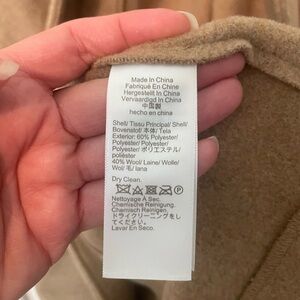 Made In China
Fabriqué En Chine
Hergestellt In China
Vervaardigd In China
中国製
hecho en china
Shell/ Tissu Principal/ Shell/
Bovenstof/ 本体/ Tela
Exterior: 60% Polyester/
Polyester/ Polyester/
Polyester/ ポリエステル/
poliéster
40% Wool/ Laine/ Wolle/
Wol/ 毛/ lana
Dry Clean.
Nettoyage A Sec.
Chemische Reinigung.
Chemisch Reinigen.
ドライクリーニングをし
てください.
Lavar En Seco.